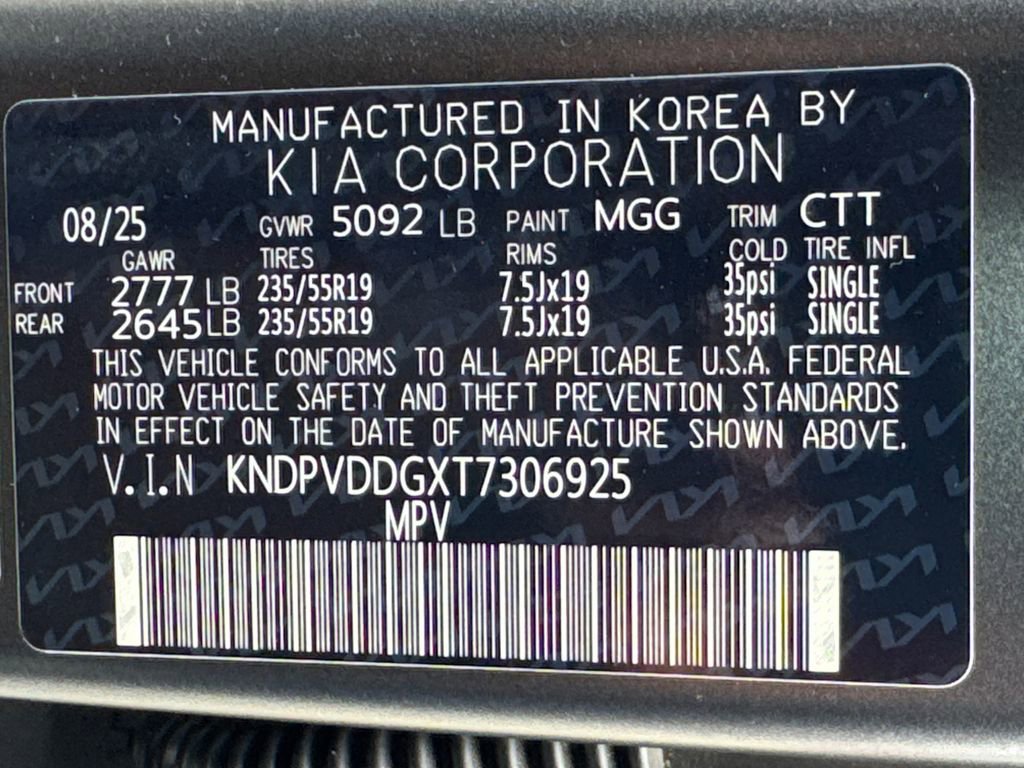 MANUFACTURED IN KOREA BY
KIA CORPORATION
08/25 GVWR 5092 LB PAINT MGG TRIM CTT
GAWR TIRES RIMS COLD TIRE INFL
FRONT 2777 LB 235/55R19 7.5Jx19 35psi SINGLE
REAR 2645LB 235/55R19 7.5Jx19 35psi SINGLE
THIS VEHICLE CONFORMS TO ALL APPLICABLE U.S.A. FEDERAL
MOTOR VEHICLE SAFETY AND THEFT PREVENTION STANDARDS
IN EFFECT ON THE DATE OF MANUFACTURE SHOWN ABOVE.
V.I.N KNDPVDDGXT7306925
MPV